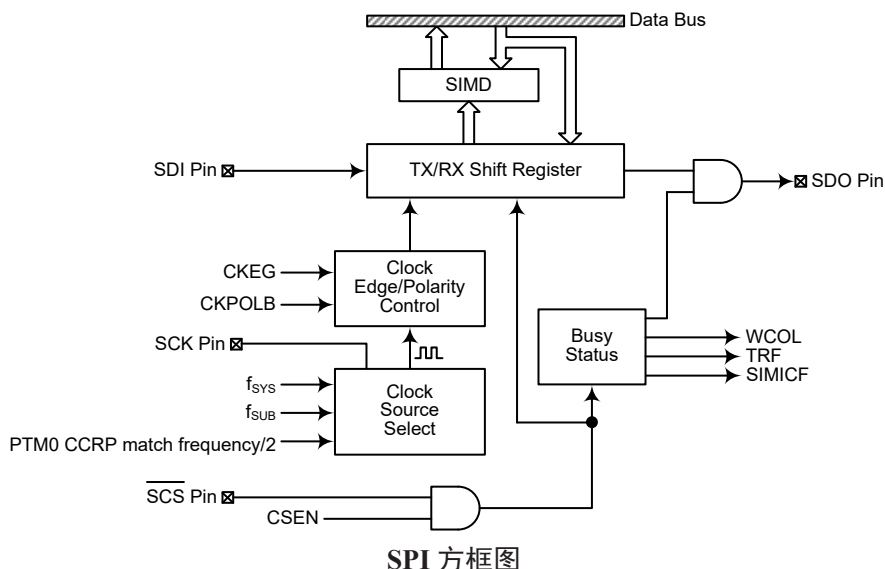 Data Bus
SIMD
SDI Pin
TX/RX Shift Register
SDO Pin
CKEG
CKPOLB
Clock
Edge/Polarity
Control
SCK Pin
Busy
Status
WCOL
TRF
SIMICF
fSYS
fSUB
PTM0 CCRP match frequency/2
Clock
Source
Select
SCS Pin
CSEN
SPI 方框图